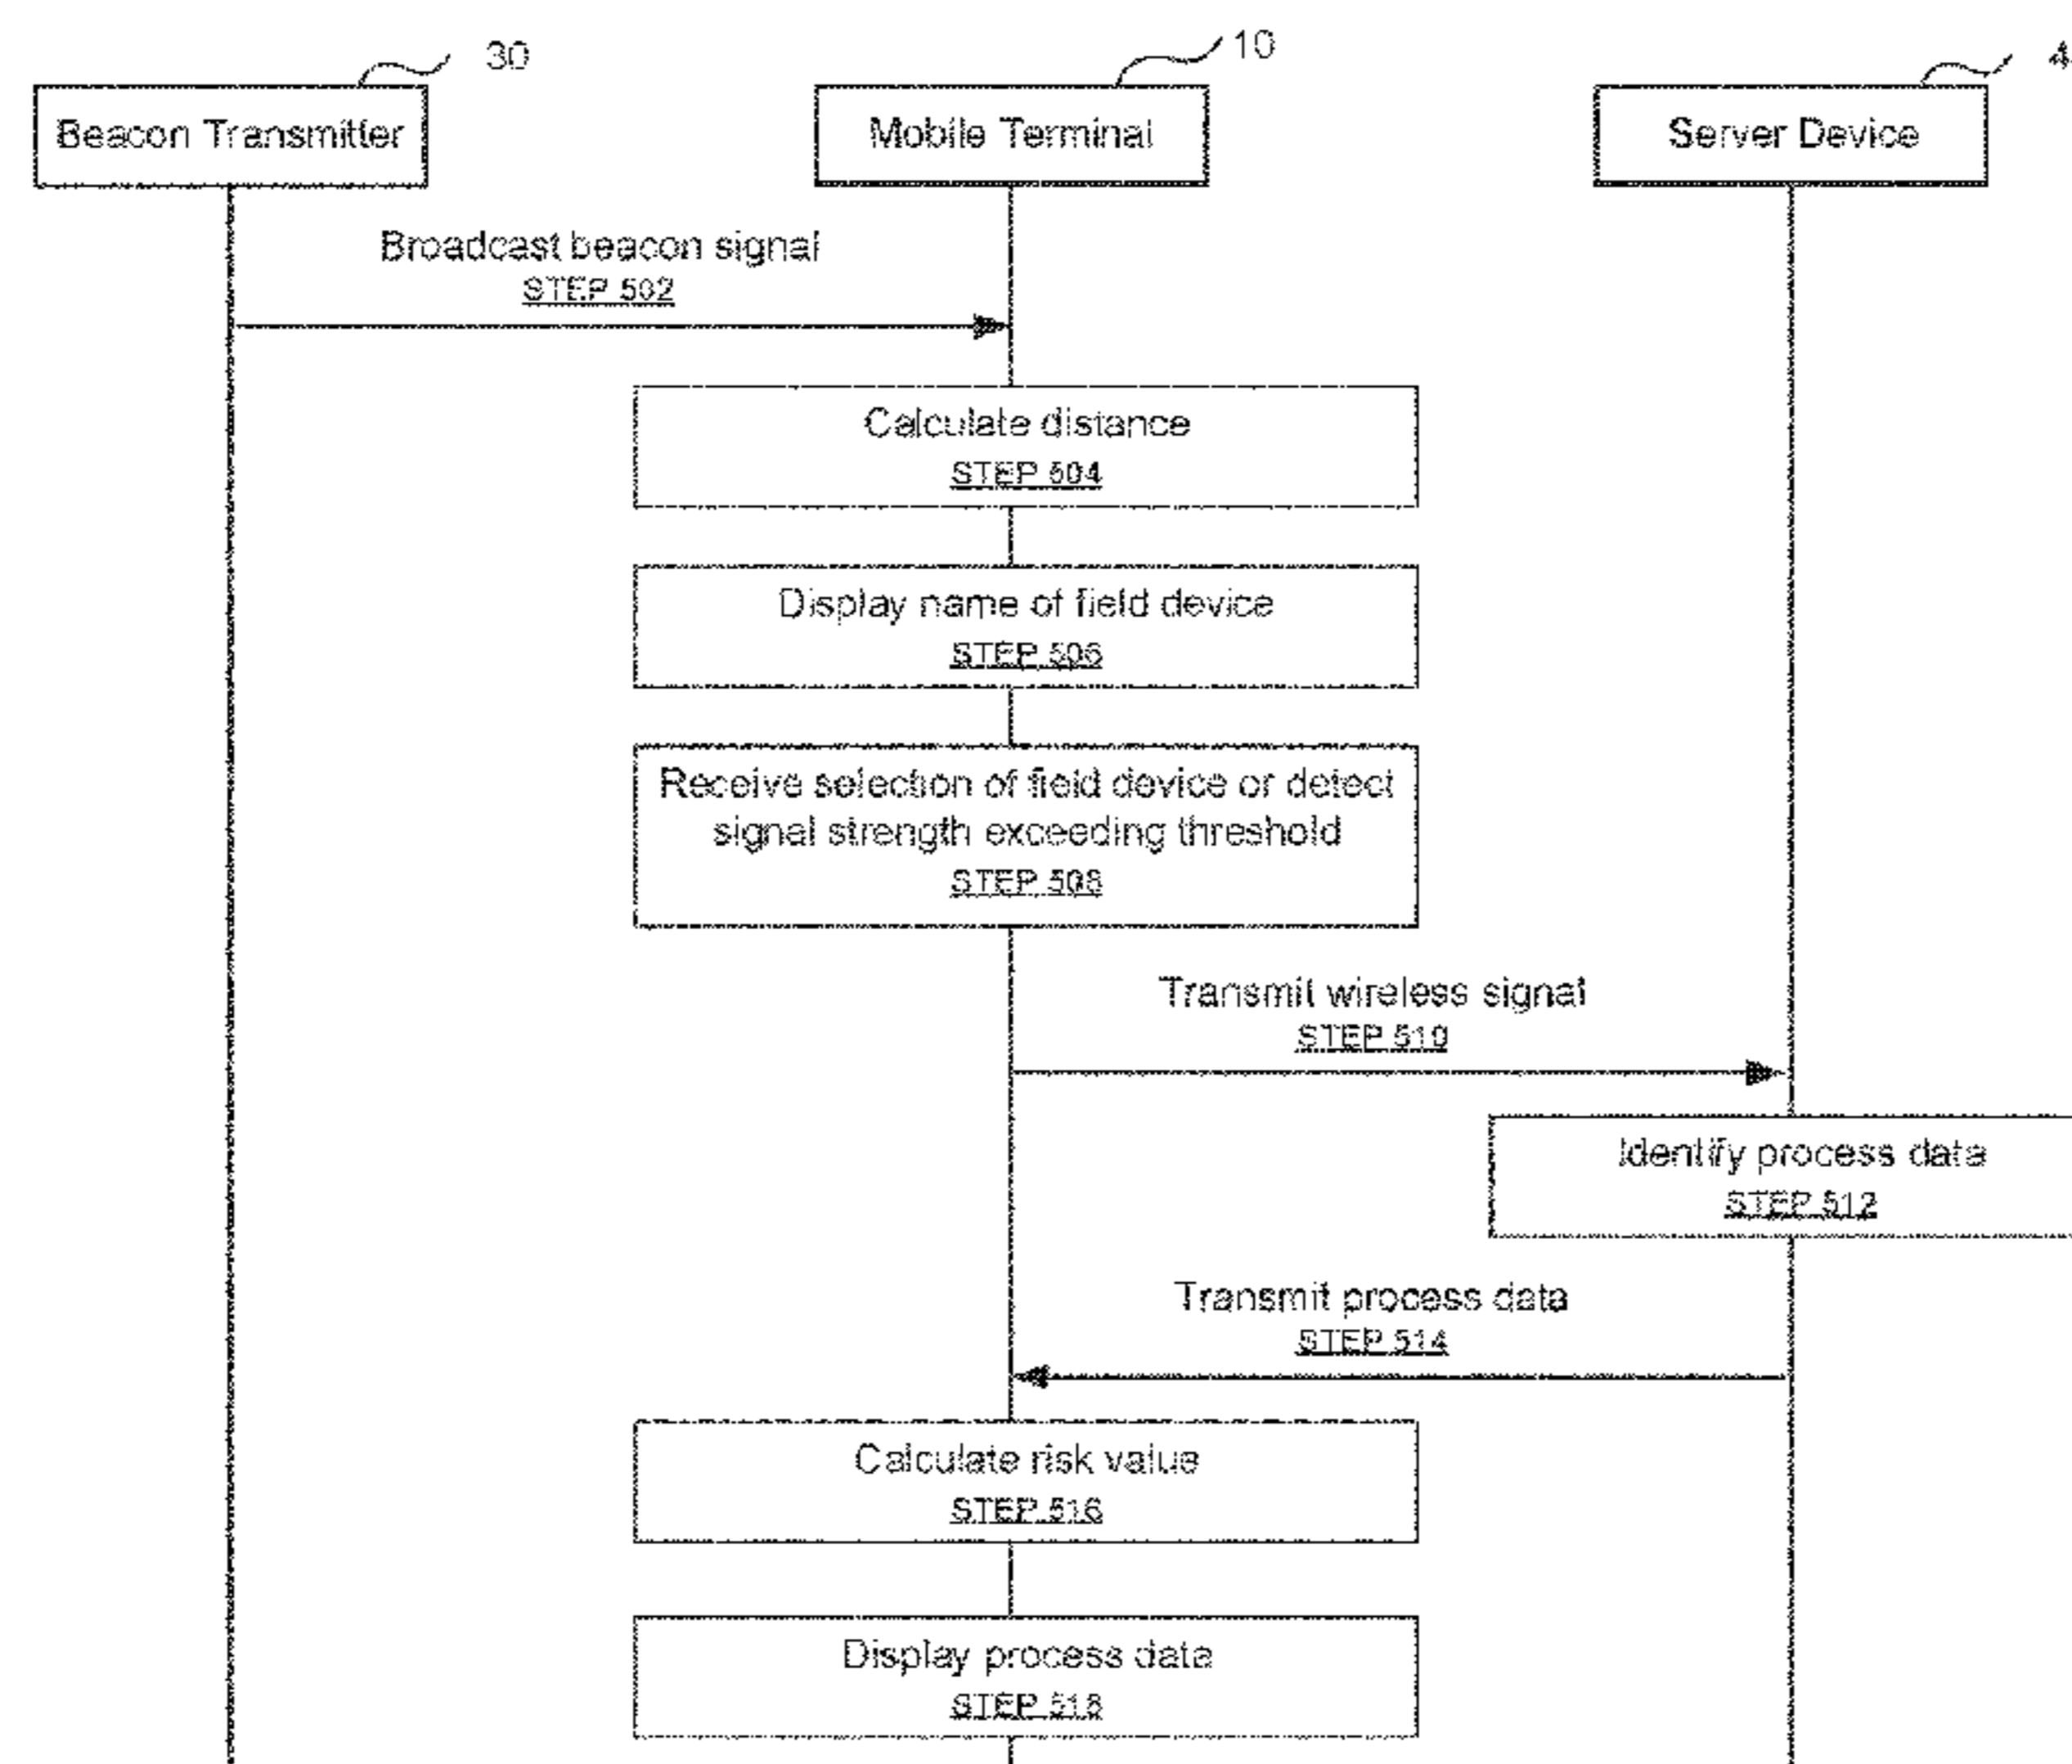 30
10
4
Beacon Transmitter
Mobile Terminal
Server Device
Broadcast beacon signal
STEP 502
Calculate distance
STEP 504
Display name of field device
STEP 506
Receive selection of field device or detect
signal strength exceeding threshold
STEP 508
Transmit wireless signal
STEP 510
Identify process data
STEP 512
Transmit process data
STEP 514
Calculate risk value
STEP 516
Display process data
STEP 518